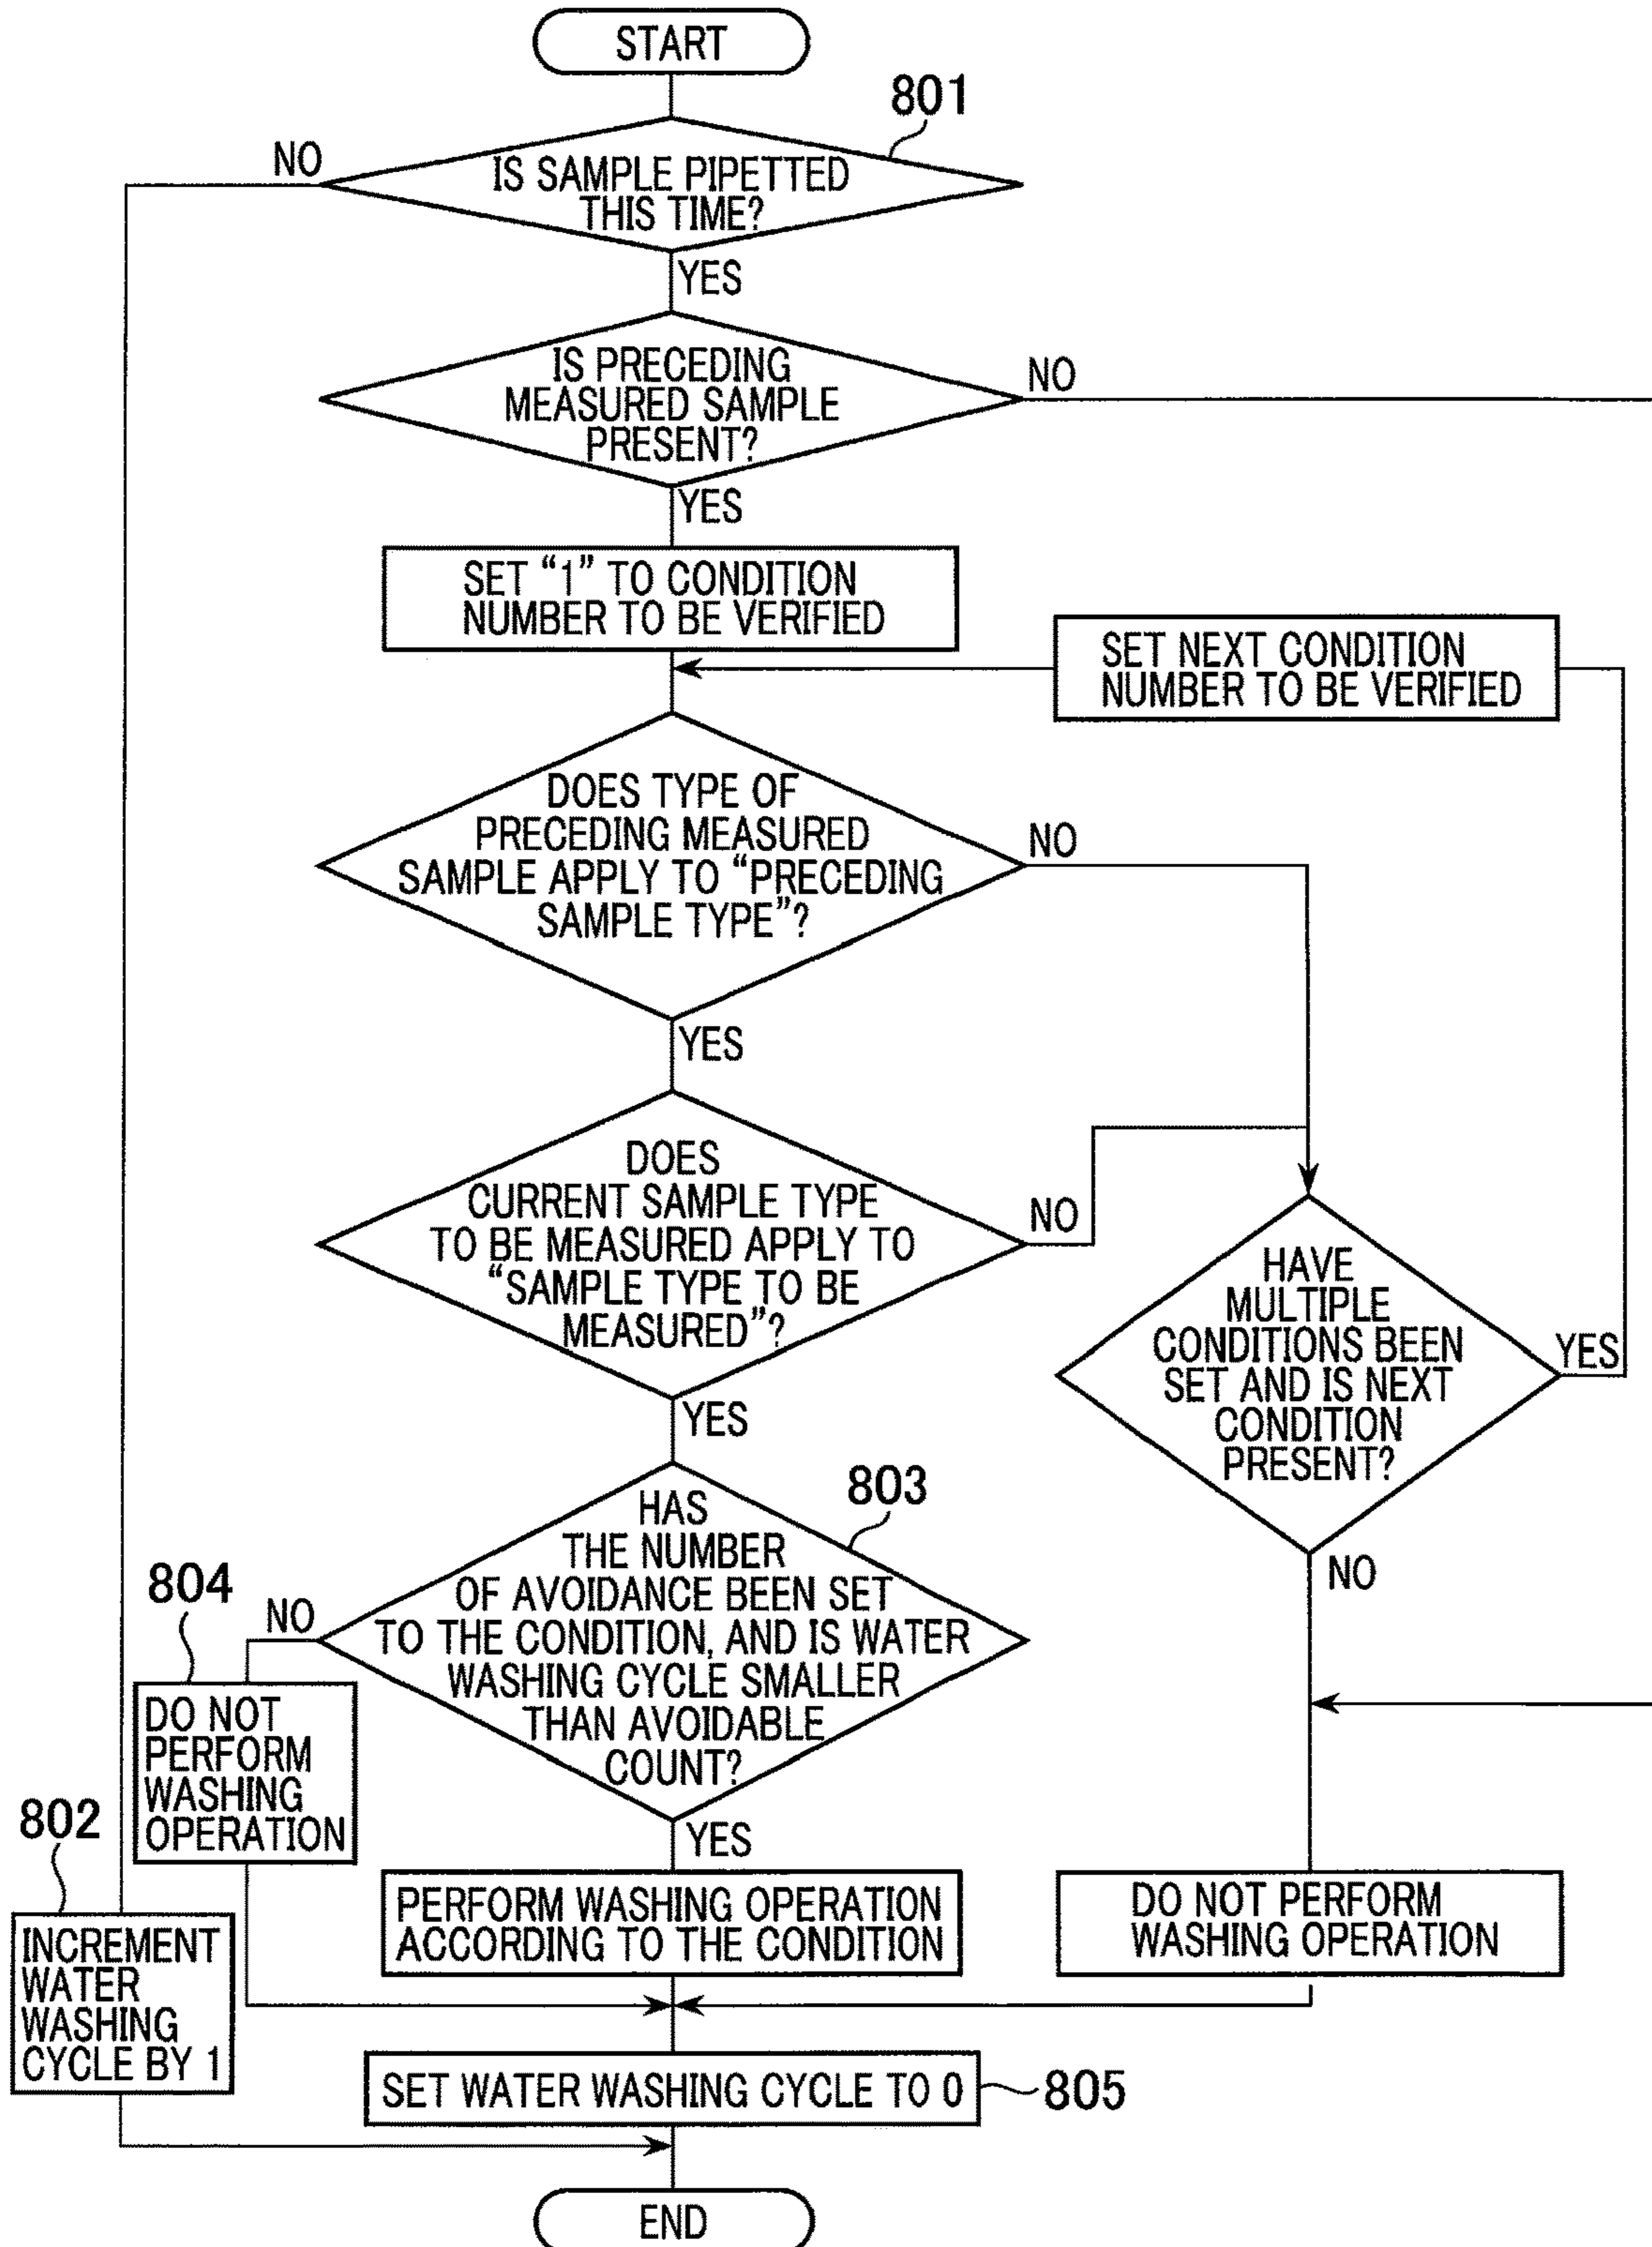 START
801
NO
IS SAMPLE PIPETTED
THIS TIME?
YES
IS PRECEDING
MEASURED SAMPLE
PRESENT?
NO
YES
SET “1” TO CONDITION
NUMBER TO BE VERIFIED
SET NEXT CONDITION
NUMBER TO BE VERIFIED
DOES TYPE OF
PRECEDING MEASURED
SAMPLE APPLY TO “PRECEDING
SAMPLE TYPE”?
NO
YES
DOES
CURRENT SAMPLE TYPE
TO BE MEASURED APPLY TO
“SAMPLE TYPE TO BE
MEASURED”?
NO
YES
HAVE
MULTIPLE
CONDITIONS BEEN
SET AND IS NEXT
CONDITION
PRESENT?
YES
NO
803
HAS
THE NUMBER
OF AVOIDANCE BEEN SET
TO THE CONDITION, AND IS WATER
WASHING CYCLE SMALLER
THAN AVOIDABLE
COUNT?
804
NO
DO NOT
PERFORM
WASHING
OPERATION
YES
802
INCREMENT
WATER
WASHING
CYCLE BY 1
PERFORM WASHING OPERATION
ACCORDING TO THE CONDITION
DO NOT PERFORM
WASHING OPERATION
SET WATER WASHING CYCLE TO 0
805
END